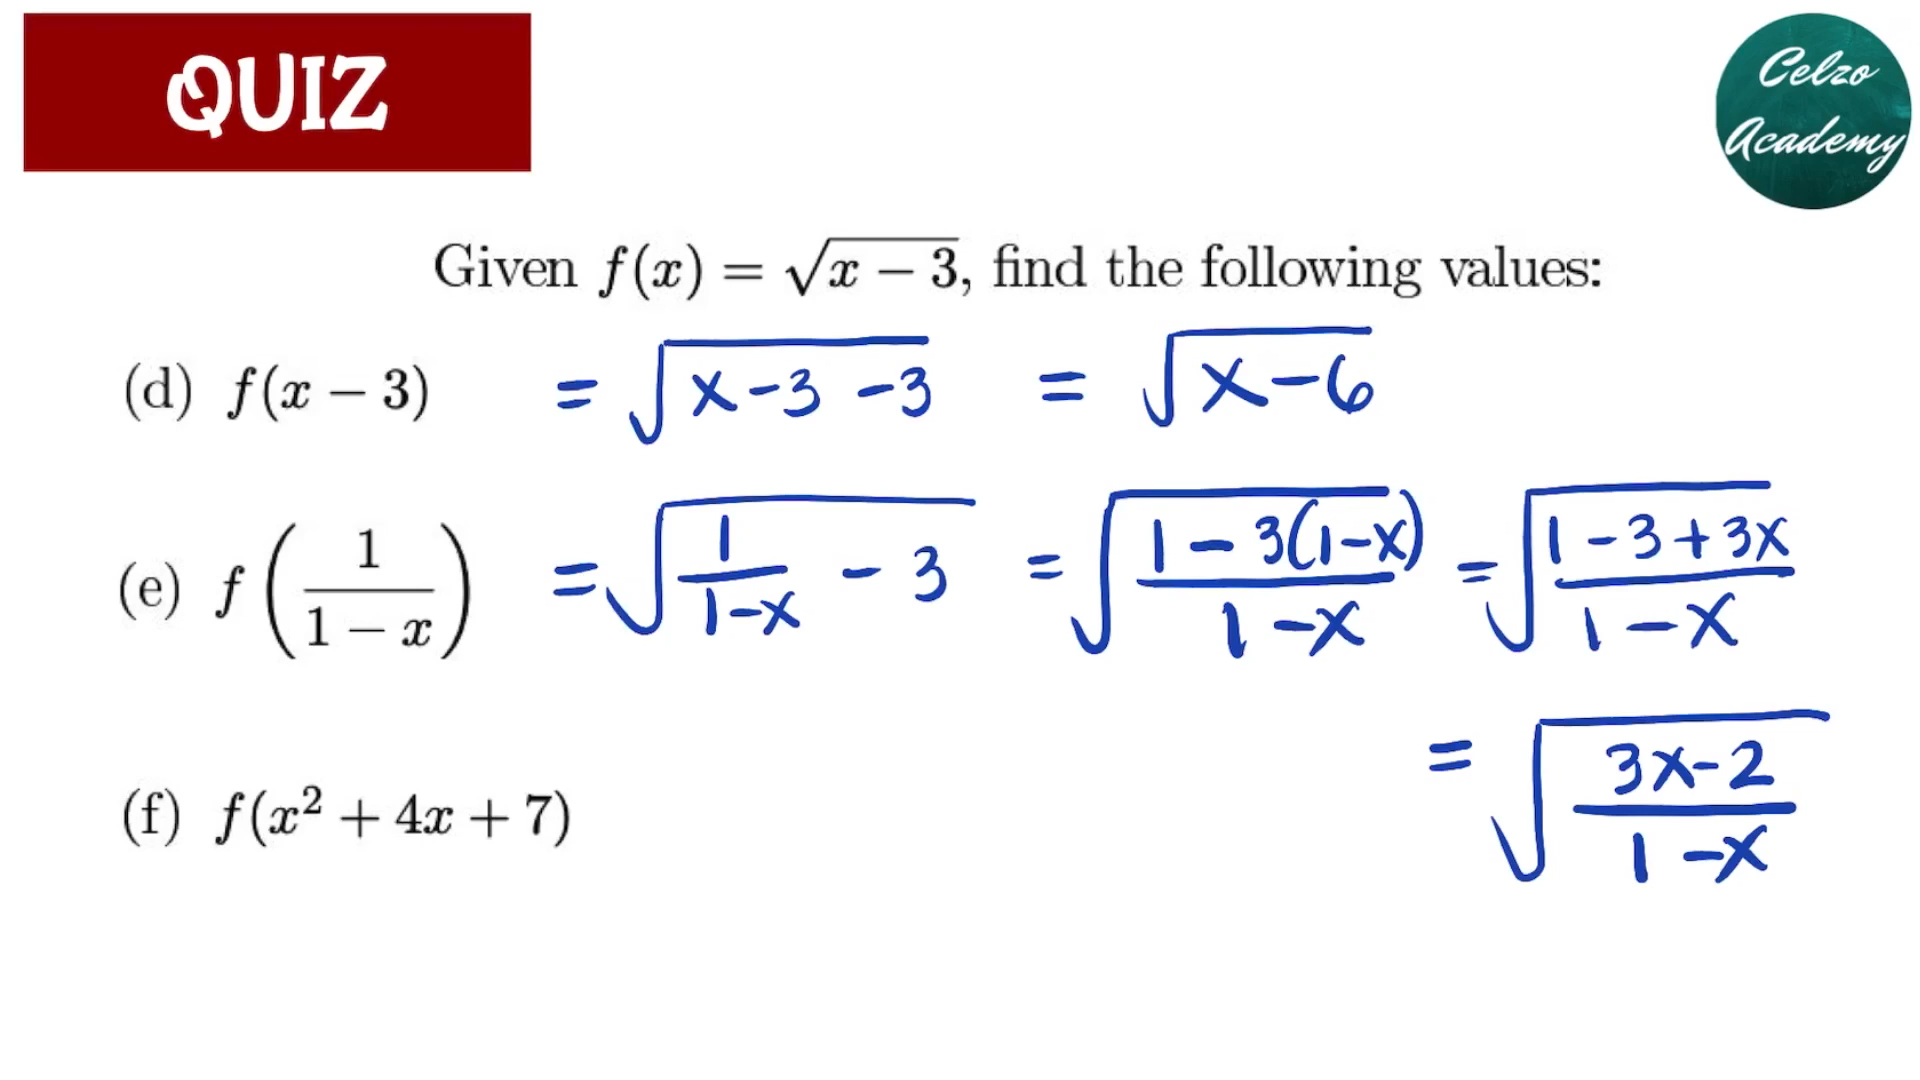 QUIZ
Celzo
Academy
Given f(x) = √(x − 3), find the following values:
(d) f(x − 3) = √(x-3-3) = √(x-6)
(e) f(1/(1 − x)) = √(1/(1-x) - 3) = √((1-3(1-x))/(1-x)) = √((1-3+3x)/(1-x))
= √((3x-2)/(1-x))
(f) f(x² + 4x + 7)